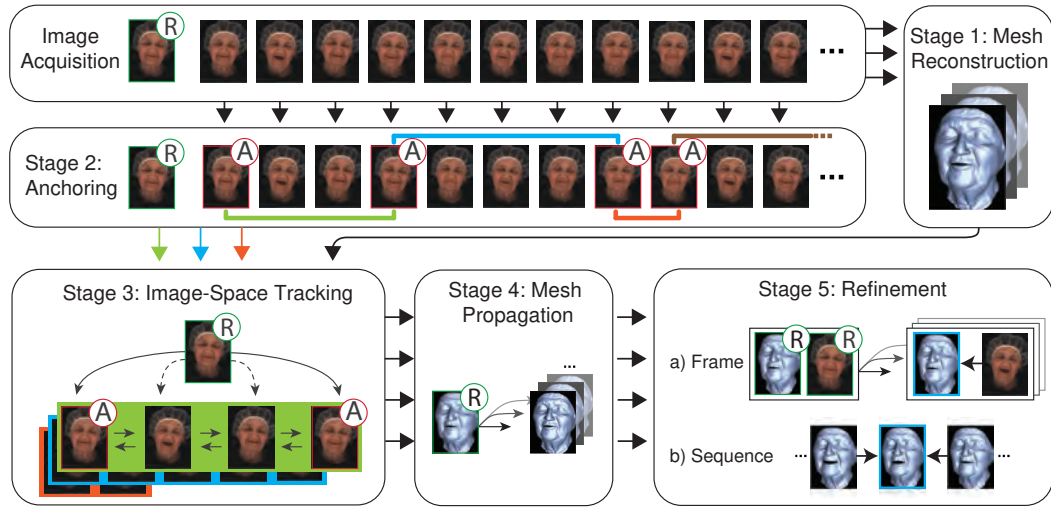 Image
Acquisition
R
...
Stage 1: Mesh
Reconstruction
Stage 2:
Anchoring
R
A
A
A
A
...
Stage 3: Image-Space Tracking
R
A
A
Stage 4: Mesh
Propagation
R
...
Stage 5: Refinement
a) Frame
R
R
b) Sequence
...
...